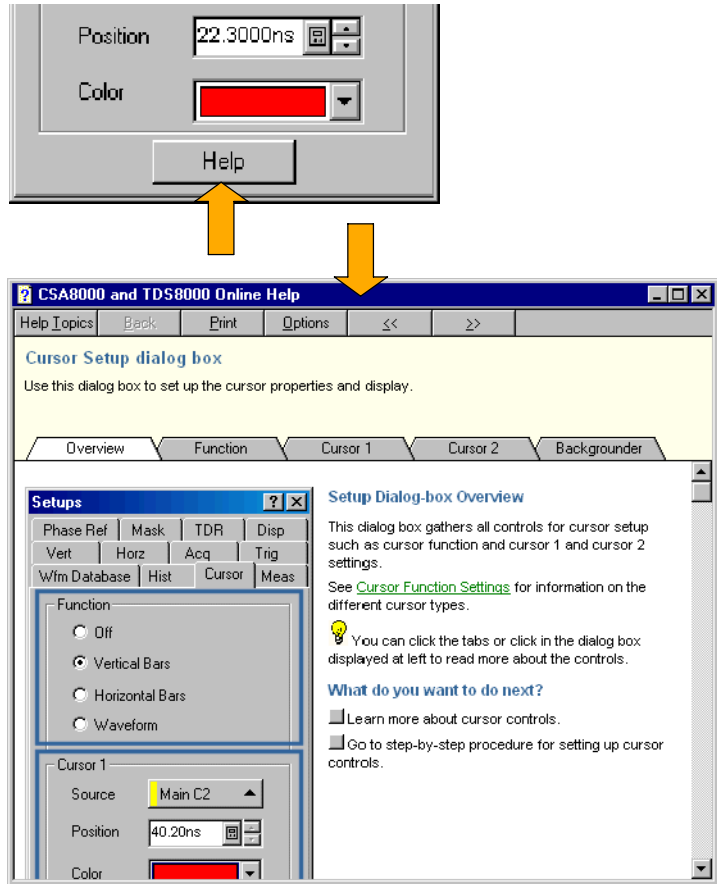 Position 22.3000ns
Color
Help
CSA8000 and TDS8000 Online Help
Help Topics Back Print Options << >>
Cursor Setup dialog box
Use this dialog box to set up the cursor properties and display.
Overview Function Cursor 1 Cursor 2 Backgrounder
Setups
Phase Ref Mask TDR Disp
Vert Horz Acq Trig
Wfm Database Hist Cursor Meas
Function
Off
Vertical Bars
Horizontal Bars
Waveform
Cursor 1
Source Main C2
Position 40.20ns
Color
Setup Dialog-box Overview
This dialog box gathers all controls for cursor setup
such as cursor function and cursor 1 and cursor 2
settings.
See Cursor Function Settings for information on the
different cursor types.
You can click the tabs or click in the dialog box
displayed at left to read more about the controls.
What do you want to do next?
Learn more about cursor controls.
Go to step-by-step procedure for setting up cursor
controls.